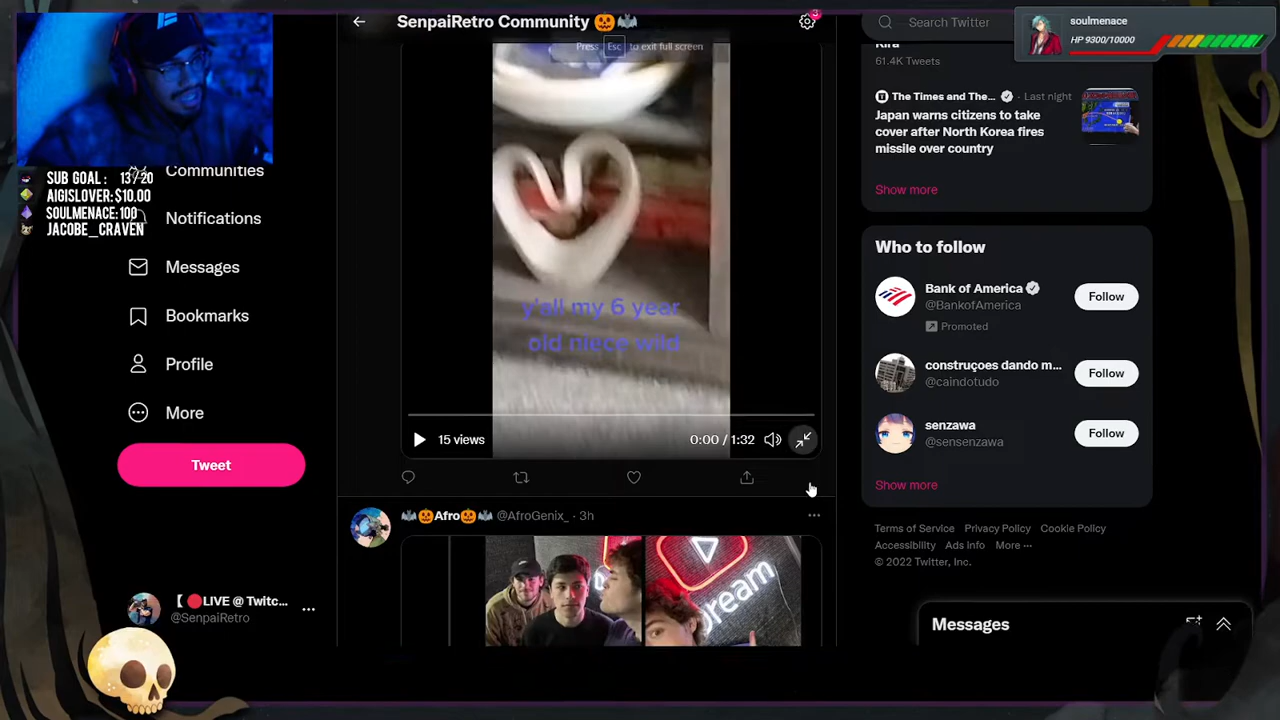 SenpaiRetro Community 🎃🦇
3
Search Twitter
soulmenace
HP 9300/10000
Press Esc to exit full screen
Kira
61.4K Tweets
The Times and The... · Last night
Japan warns citizens to take
cover after North Korea fires
missile over country
Show more
SUB GOAL : 13/20
AIGISLOVER: $10.00
SOULMENACE: 100
JACOBE_CRAVEN
Communities
Notifications
Messages
Bookmarks
Profile
More
Tweet
y'all my 6 year
old niece wild
15 views
0:00 / 1:32
Who to follow
Bank of America
@BankofAmerica
Promoted
Follow
construçoes dando m...
@caindotudo
Follow
senzawa
@sensenzawa
Follow
Show more
🦇🎃Afro🎃🦇 @AfroGenix_ · 3h
Dream
Terms of Service Privacy Policy Cookie Policy
Accessibility Ads info More ···
© 2022 Twitter, Inc.
【 🔴LIVE @ Twitc...
@SenpaiRetro
Messages